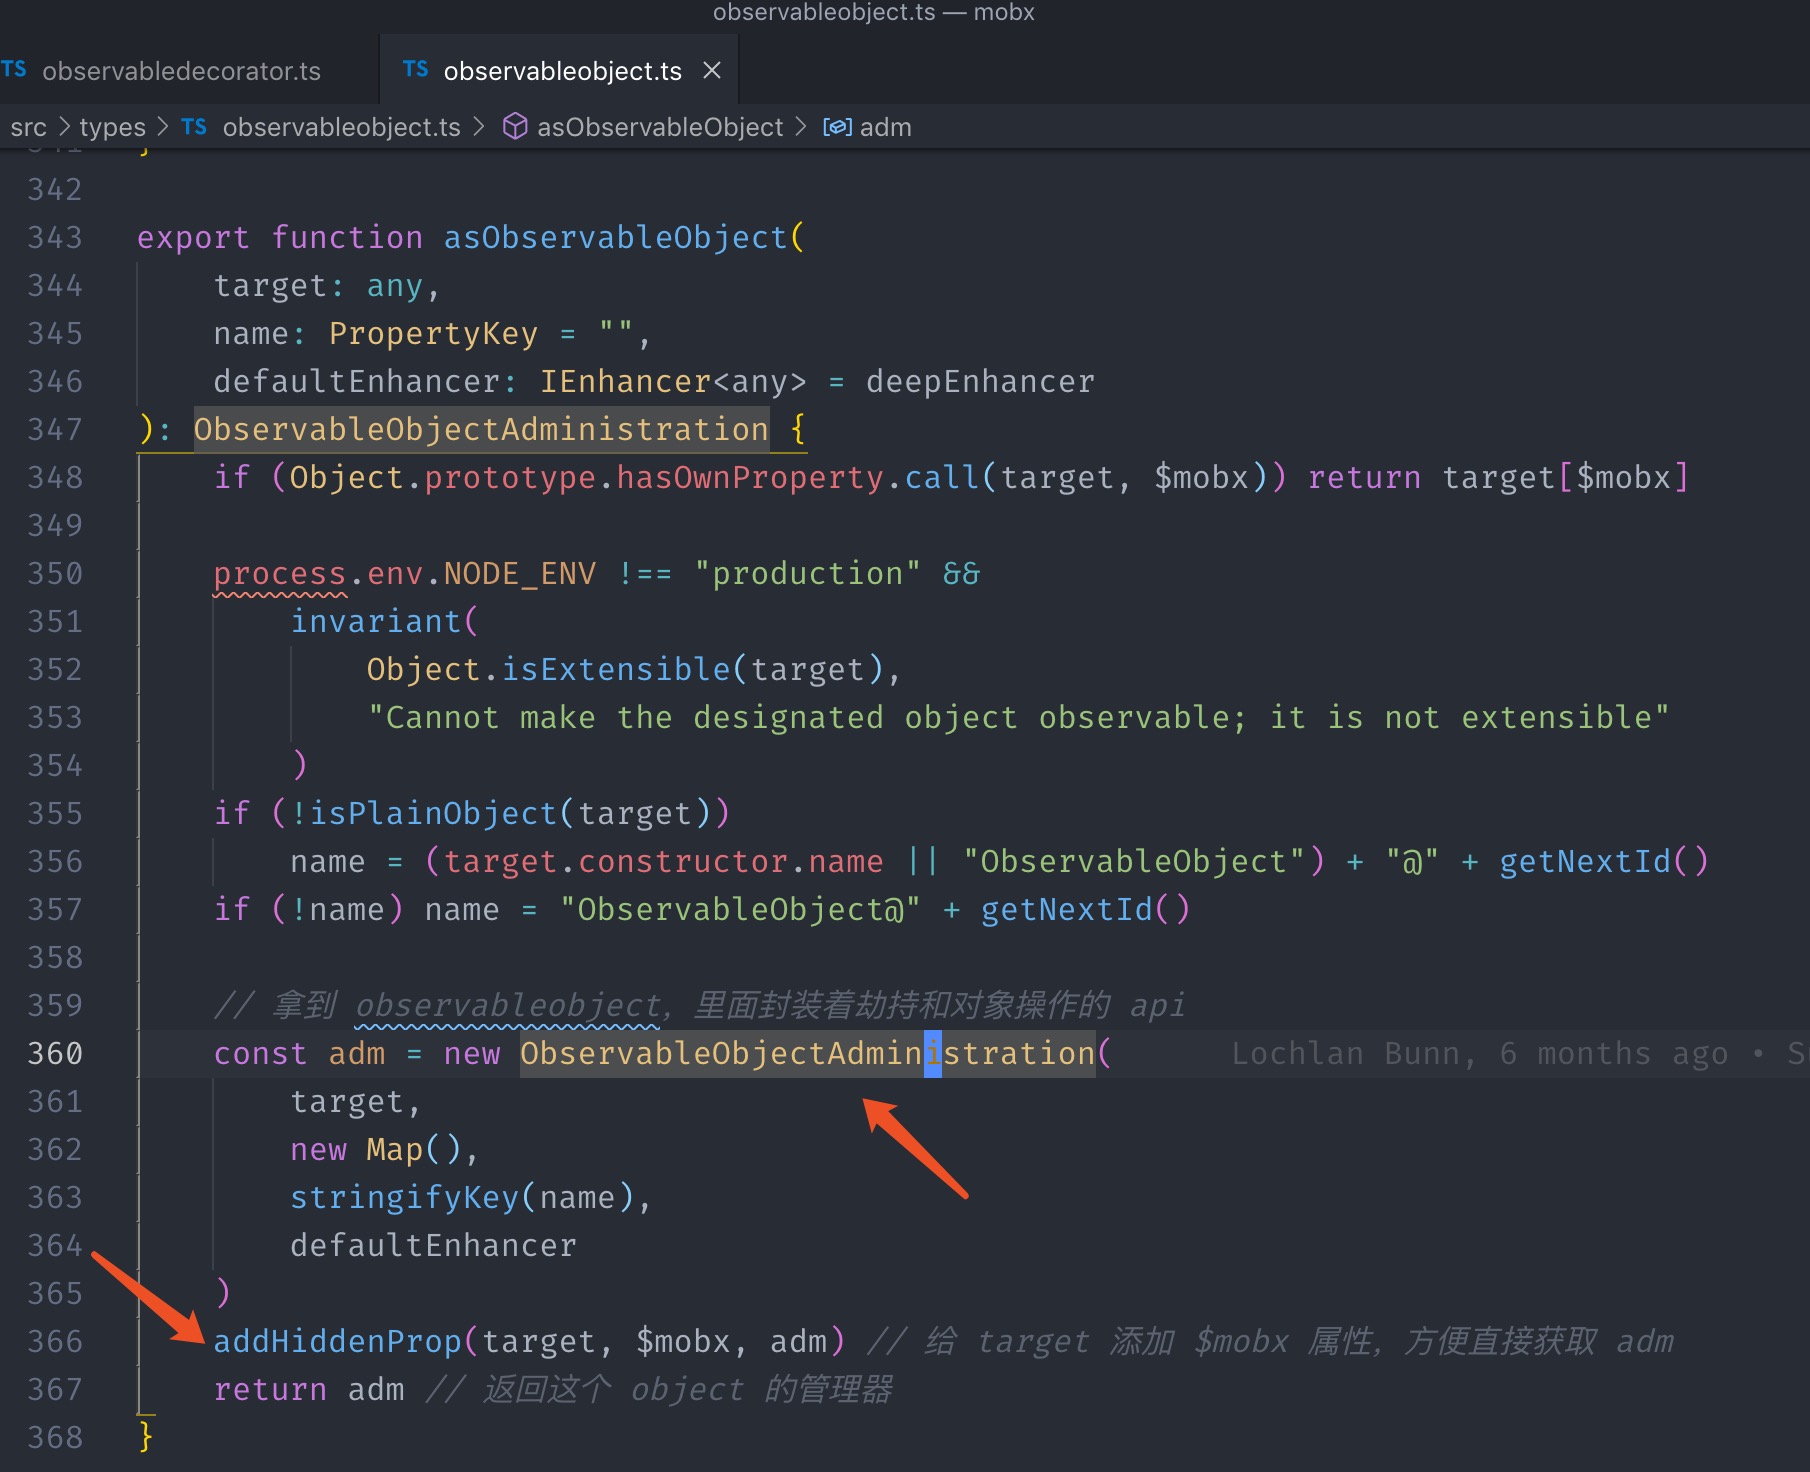 observableobject.ts — mobx
TS observabledecorator.ts TS observableobject.ts
src > types > TS observableobject.ts > asObservableObject > adm
341 }
342
343 export function asObservableObject(
344 target: any,
345 name: PropertyKey = "",
346 defaultEnhancer: IEnhancer<any> = deepEnhancer
347 ): ObservableObjectAdministration {
348 if (Object.prototype.hasOwnProperty.call(target, $mobx)) return target[$mobx]
349
350 process.env.NODE_ENV !== "production" &&
351 invariant(
352 Object.isExtensible(target),
353 "Cannot make the designated object observable; it is not extensible"
354 )
355 if (!isPlainObject(target))
356 name = (target.constructor.name || "ObservableObject") + "@" + getNextId()
357 if (!name) name = "ObservableObject@" + getNextId()
358
359 // 拿到 observableobject，里面封装着劫持和对象操作的 api
360 const adm = new ObservableObjectAdministration( Lochlan Bunn, 6 months ago •
361 target,
362 new Map(),
363 stringifyKey(name),
364 defaultEnhancer
365 )
366 addHiddenProp(target, $mobx, adm) // 给 target 添加 $mobx 属性，方便直接获取 adm
367 return adm // 返回这个 object 的管理器
368 }